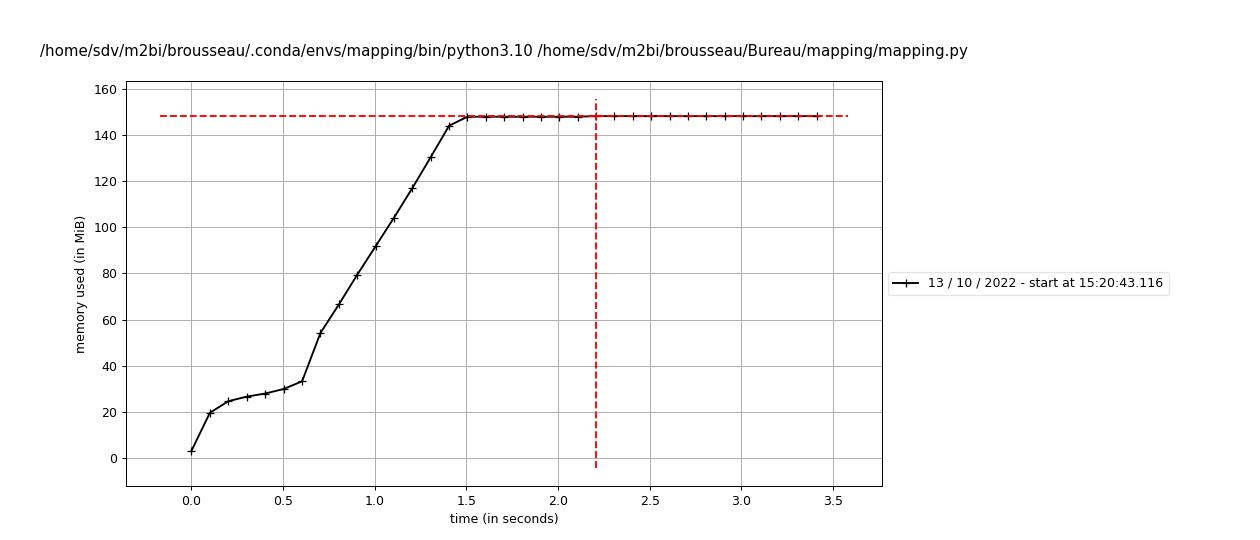 /home/sdv/m2bi/brousseau/.conda/envs/mapping/bin/python3.10 /home/sdv/m2bi/brousseau/Bureau/mapping/mapping.py
160
140
120
100
80
60
40
20
0
memory used (in MiB)
0.0 0.5 1.0 1.5 2.0 2.5 3.0 3.5
time (in seconds)
13 / 10 / 2022 - start at 15:20:43.116